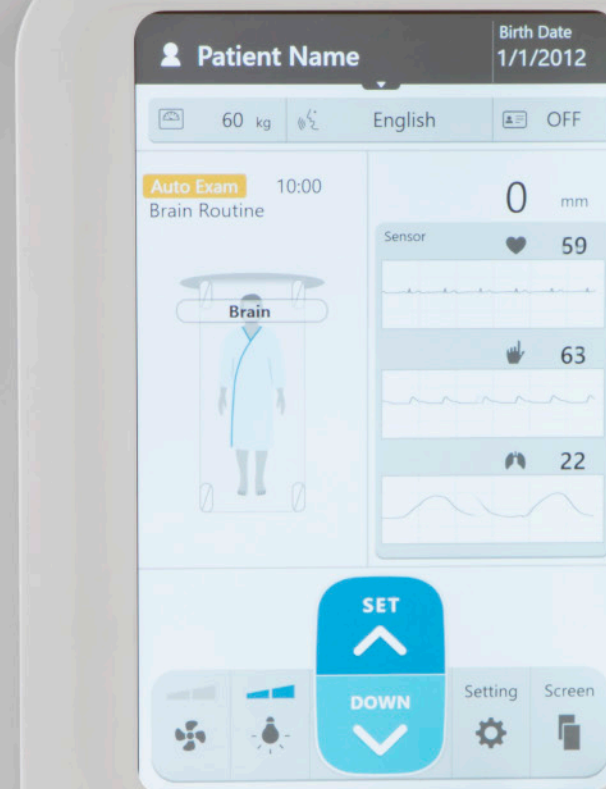 Patient Name
Birth Date
1/1/2012
60 kg
English
OFF
Auto Exam 10:00
Brain Routine
0 mm
Sensor
59
Brain
63
22
SET
DOWN
Setting
Screen